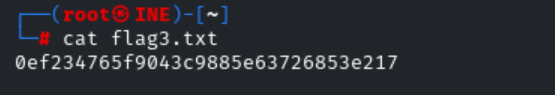 ┌──(root㉿INE)-[~]
└─# cat flag3.txt
0ef234765f9043c9885e63726853e217